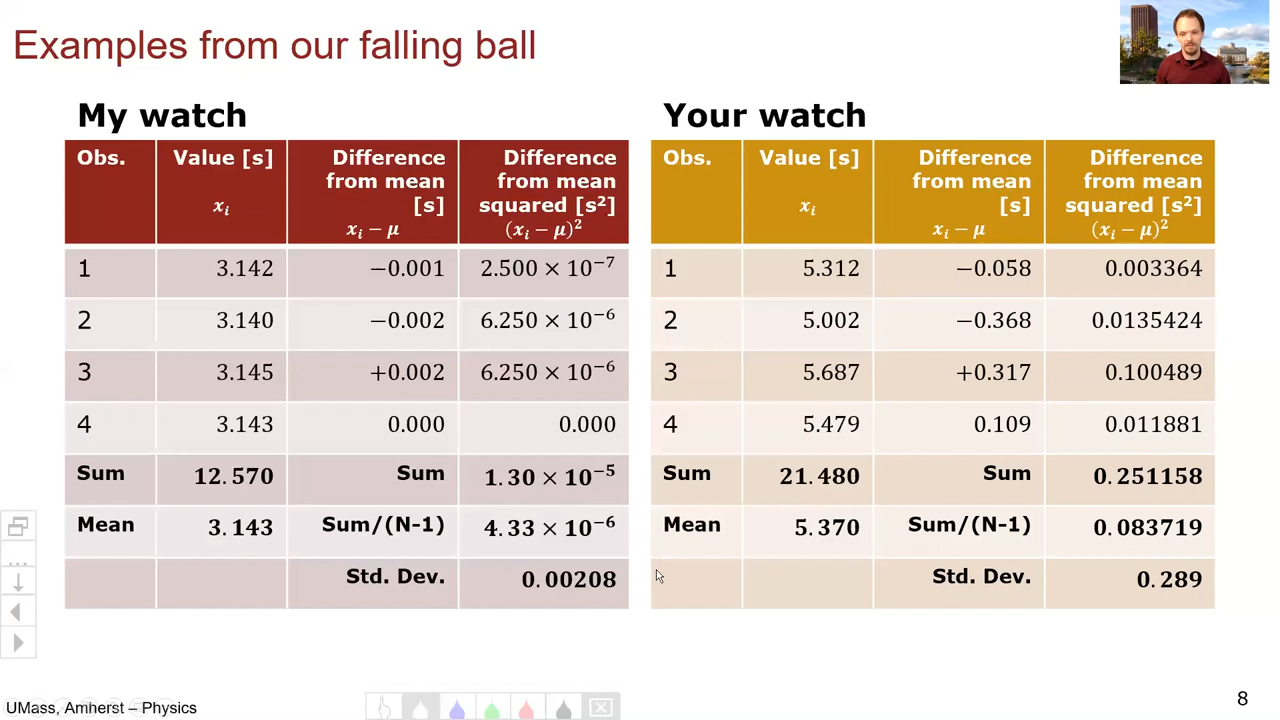 Examples from our falling ball
My watch
Obs. Value [s] Difference from mean [s] Difference from mean squared [s²]
xᵢ xᵢ − μ (xᵢ − μ)²
1 3.142 −0.001 2.500 × 10⁻⁷
2 3.140 −0.002 6.250 × 10⁻⁶
3 3.145 +0.002 6.250 × 10⁻⁶
4 3.143 0.000 0.000
Sum 12.570 Sum 1.30 × 10⁻⁵
Mean 3.143 Sum/(N-1) 4.33 × 10⁻⁶
Std. Dev. 0.00208
Your watch
Obs. Value [s] Difference from mean [s] Difference from mean squared [s²]
xᵢ xᵢ − μ (xᵢ − μ)²
1 5.312 −0.058 0.003364
2 5.002 −0.368 0.0135424
3 5.687 +0.317 0.100489
4 5.479 0.109 0.011881
Sum 21.480 Sum 0.251158
Mean 5.370 Sum/(N-1) 0.083719
Std. Dev. 0.289
UMass, Amherst – Physics
8